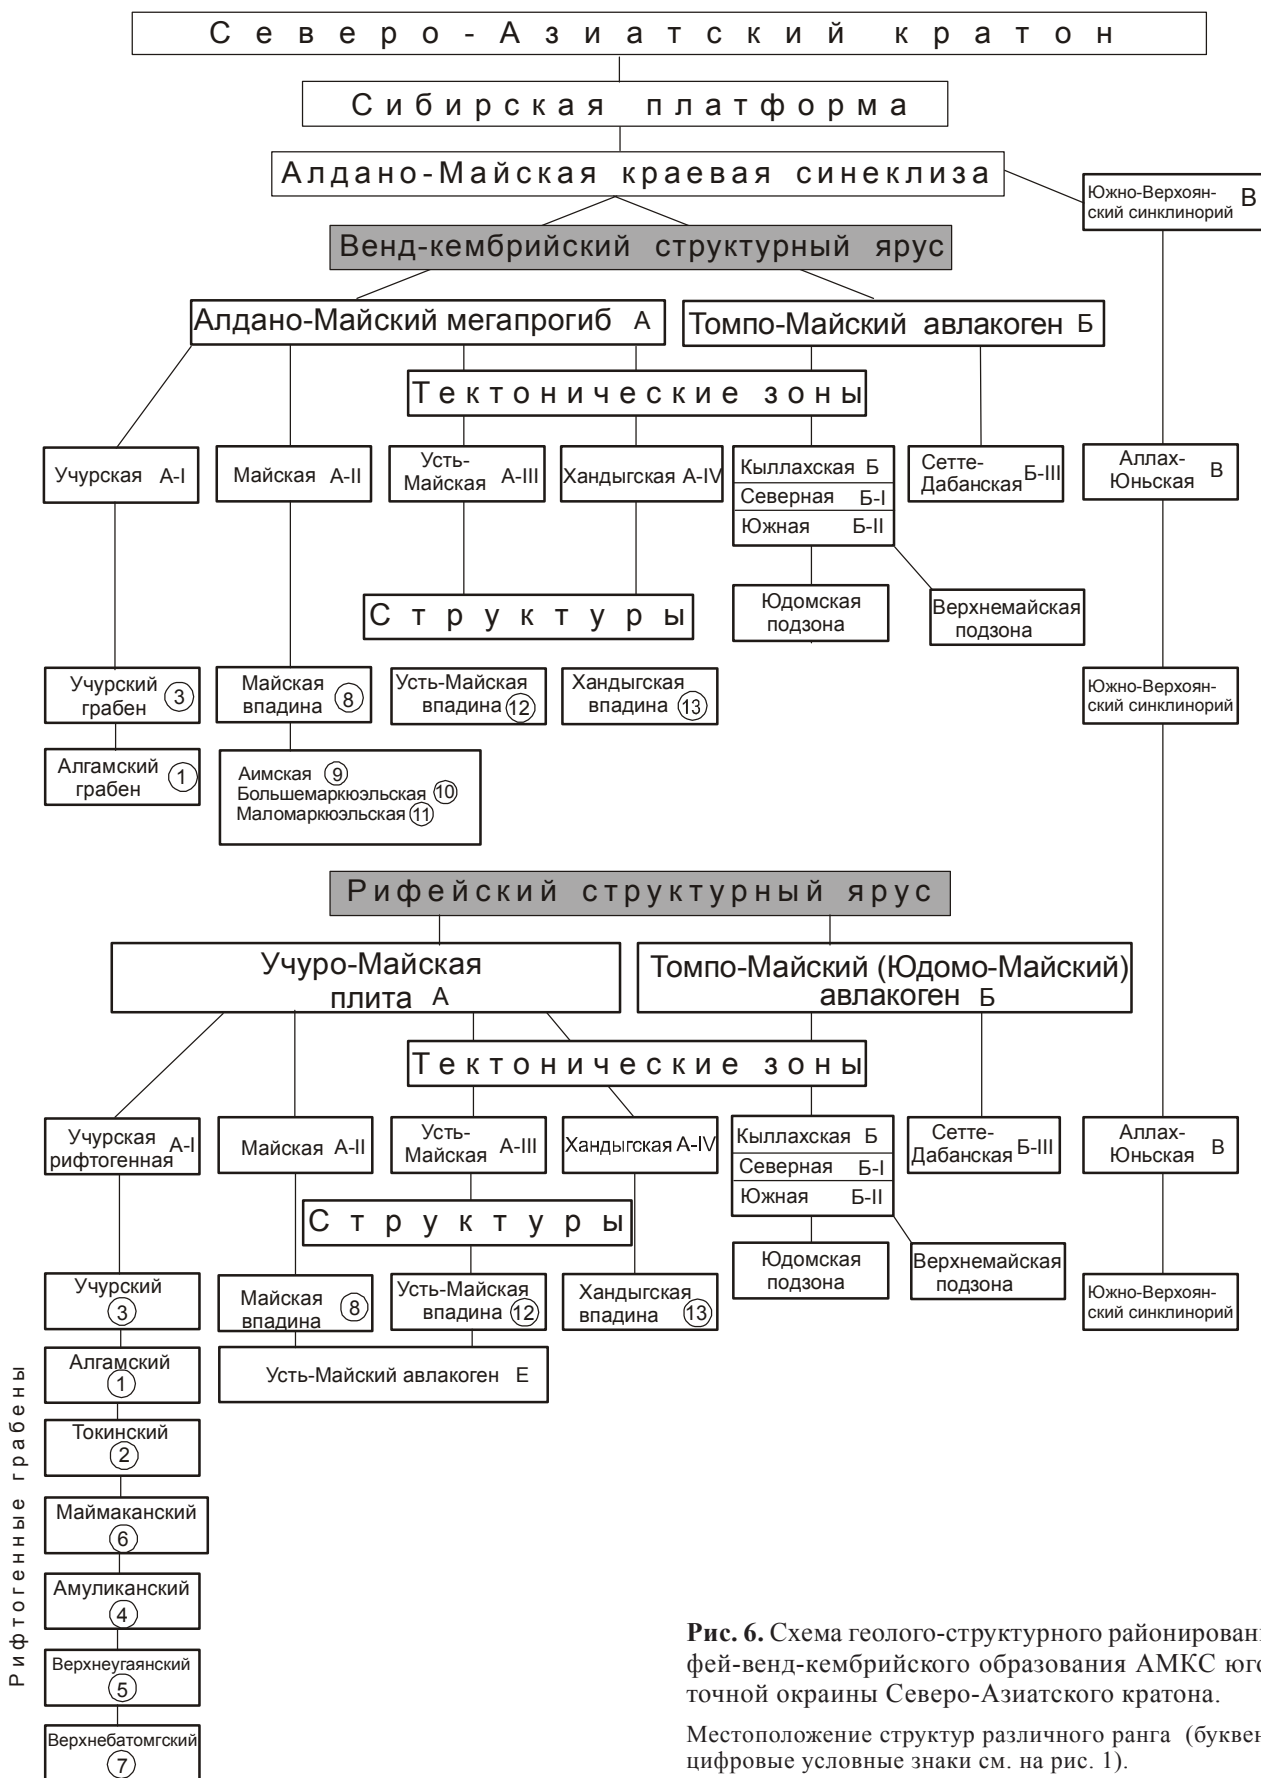 Северо-Азиатский кратон
Сибирская платформа
Алдано-Майская краевая синеклиза
Южно-Верхоян-
ский синклинорий В
Венд-кембрийский структурный ярус
Алдано-Майский мегапрогиб А
Томпо-Майский авлакоген Б
Тектонические зоны
Учурская А-I
Майская А-II
Усть-
Майская А-III
Хандыгская А-IV
Кыллахская Б
Северная Б-I
Южная Б-II
Сетте-
Дабанская Б-III
Аллах-
Юньская В
Структуры
Юдомская
подзона
Верхнемайская
подзона
Учурский
грабен 3
Майская
впадина 8
Усть-Майская
впадина 12
Хандыгская
впадина 13
Южно-Верхоян-
ский синклинорий
Алгамский
грабен 1
Аимская 9
Большемаркюэльская 10
Маломаркюэльская 11
Рифейский структурный ярус
Учуро-Майская
плита А
Томпо-Майский (Юдомо-Майский)
авлакоген Б
Тектонические зоны
Учурская
рифтогенная А-I
Майская А-II
Усть-
Майская А-III
Хандыгская А-IV
Кыллахская Б
Северная Б-I
Южная Б-II
Сетте-
Дабанская Б-III
Аллах-
Юньская В
Структуры
Юдомская
подзона
Верхнемайская
подзона
Учурский
3
Майская
впадина 8
Усть-Майская
впадина 12
Хандыгская
впадина 13
Южно-Верхоян-
ский синклинорий
Усть-Майский авлакоген Е
Рифтогенные грабены
Алгамский
1
Токинский
2
Маймаканский
6
Амуликанский
4
Верхнеугаянский
5
Верхнебатомгский
7
Рис. 6. Схема геолого-структурного районировани
фей-венд-кембрийского образования АМКС юго
точной окраины Северо-Азиатского кратона.
Местоположение структур различного ранга (буквен
цифровые условные знаки см. на рис. 1).